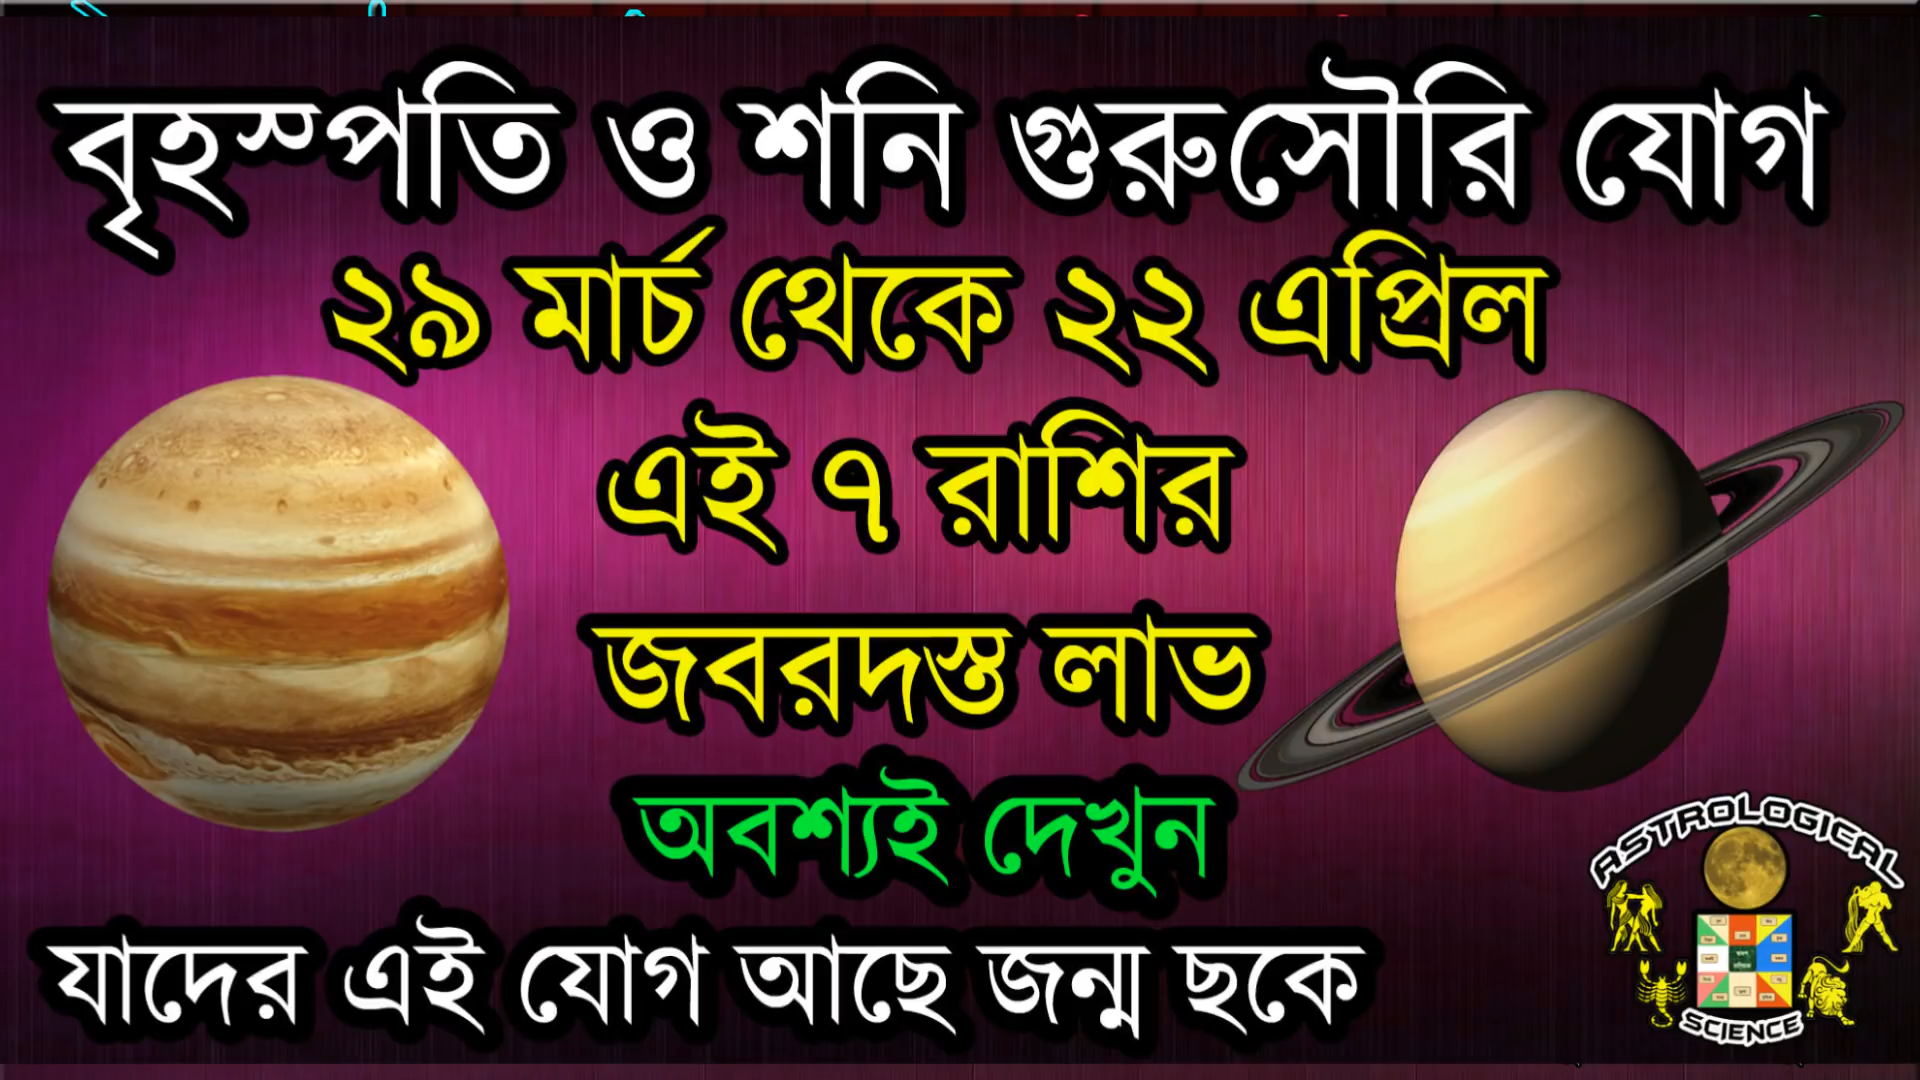 বৃহস্পতি ও শনি গুরুসৌরি যোগ
২৯ মার্চ থেকে ২২ এপ্রিল
এই ৭ রাশির
জবরদস্ত লাভ
অবশ্যই দেখুন
যাদের এই যোগ আছে জন্ম ছকে
ASTROLOGICAL
SCIENCE